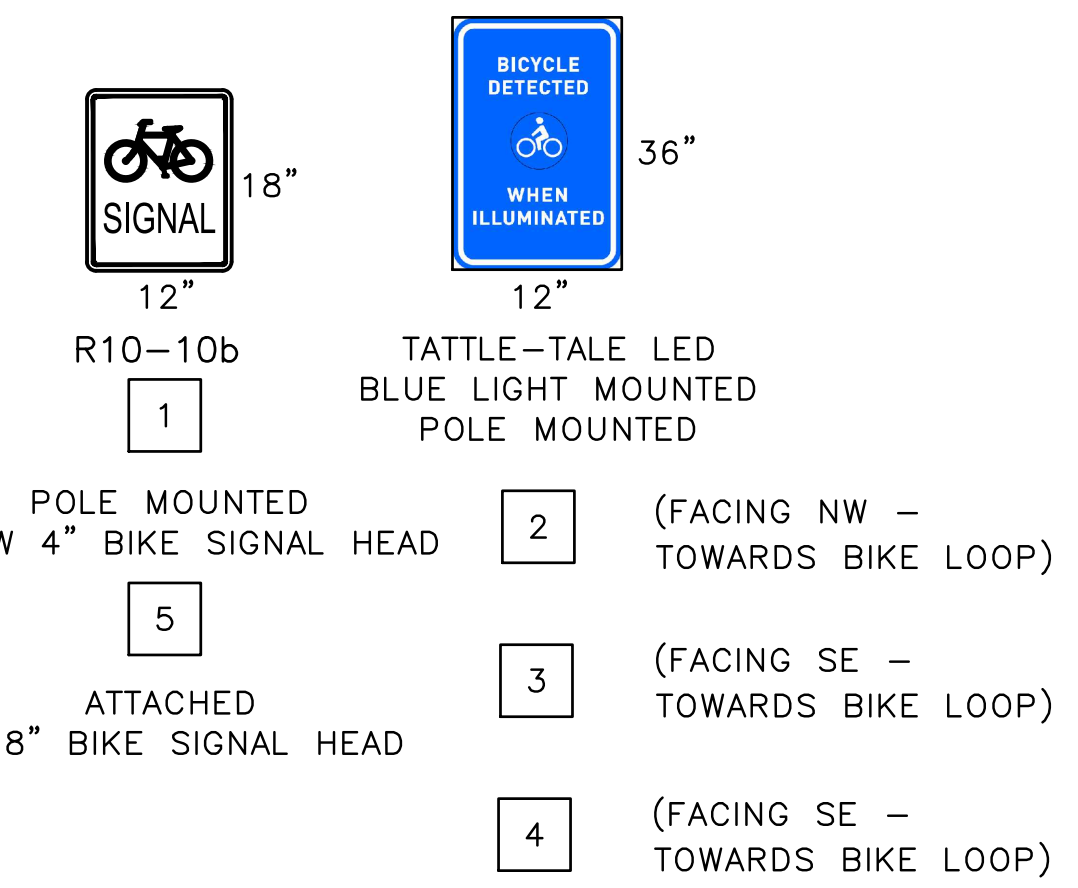 SIGNAL
18”
12”
R10–10b
1
POLE MOUNTED
4” BIKE SIGNAL HEAD
5
ATTACHED
8” BIKE SIGNAL HEAD
BICYCLE
DETECTED
WHEN
ILLUMINATED
36”
12”
TATTLE–TALE LED
BLUE LIGHT MOUNTED
POLE MOUNTED
2
(FACING NW –
TOWARDS BIKE LOOP)
3
(FACING SE –
TOWARDS BIKE LOOP)
4
(FACING SE –
TOWARDS BIKE LOOP)